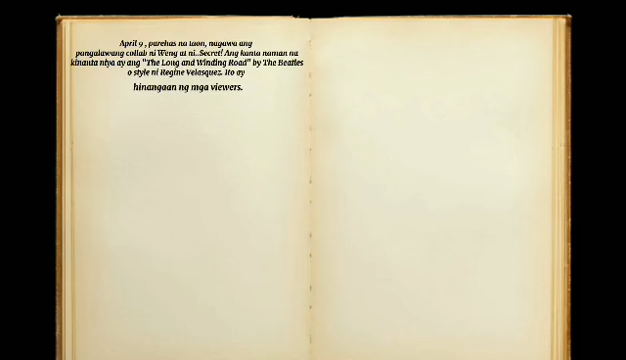 April 9 , parehas na taon, nagawa ang
pangalawang collab ni Weng at ni..Secret! Ang kanta naman na
kinanta niya ay ang "The Long and Winding Road" by The Beatles
o style ni Regine Velasquez. Ito ay
hinangaan ng mga viewers.